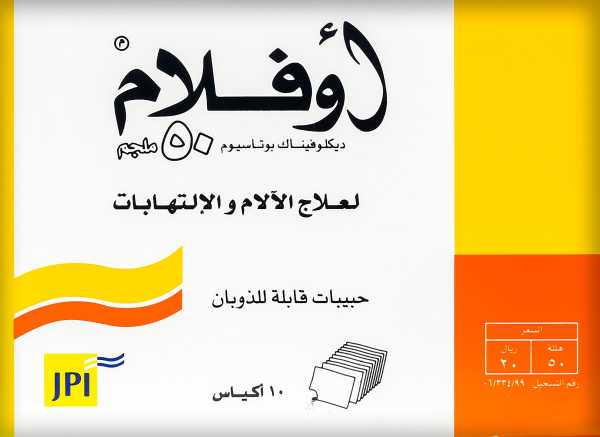 أوفلام م
ديكلوفيناك بوتاسيوم ٥٠ ملجم
لعلاج الآلام و الإلتهابات
حبيبات قابلة للذوبان
١٠ أكياس
JPI
السعر
هللة ريال
٥٠ ٢٠
رقم التسجيل ٠٦/٣٣٤/٩٩